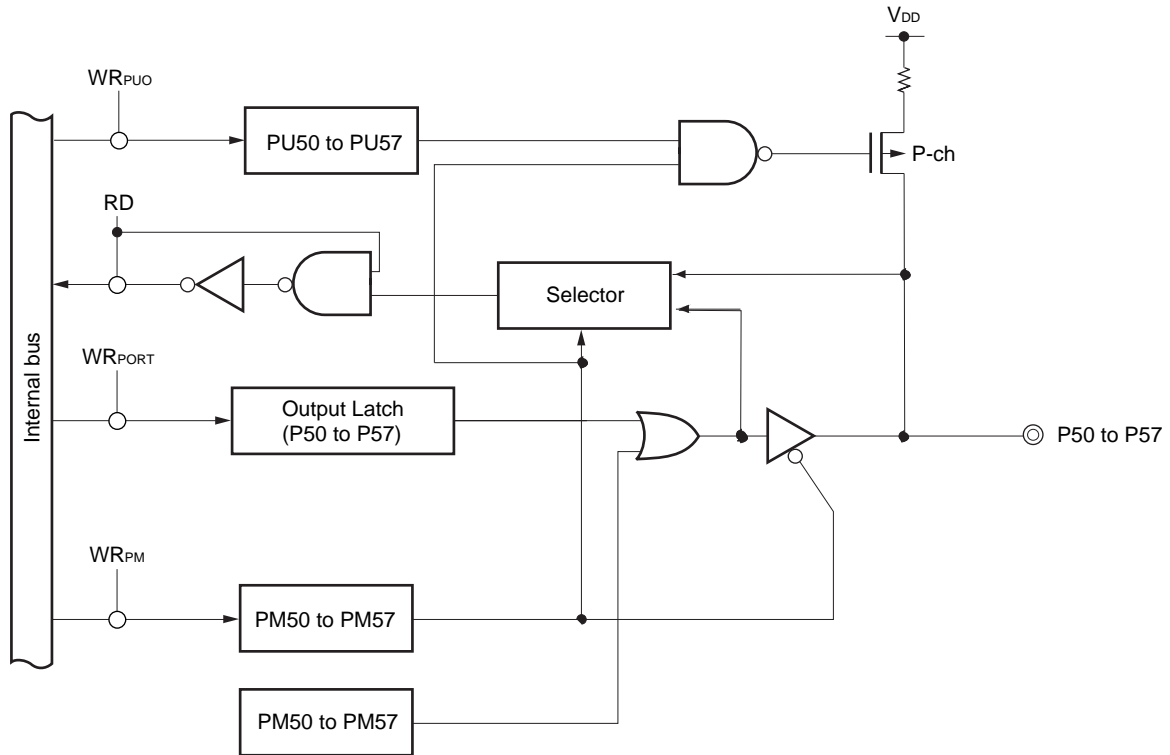 VDD
WRPUO
PU50 to PU57
P-ch
RD
Selector
Internal bus
WRPORT
Output Latch
(P50 to P57)
P50 to P57
WRPM
PM50 to PM57
PM50 to PM57